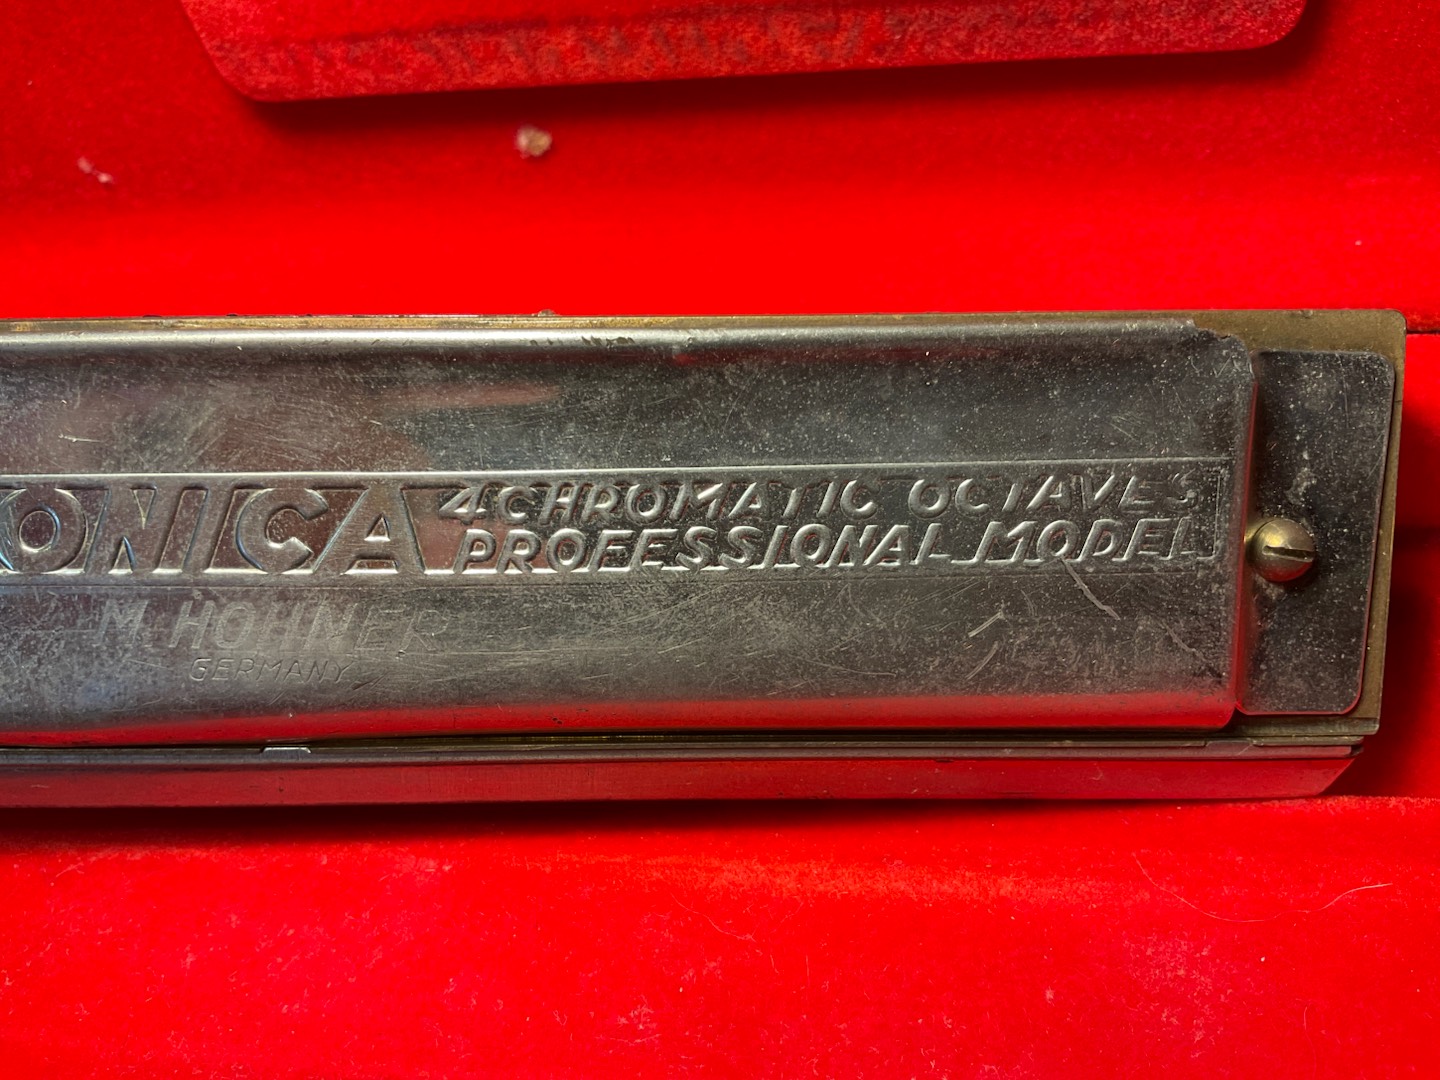 ONICA 4 CHROMATIC OCTAVES
PROFESSIONAL MODEL
M. HOHNER
GERMANY